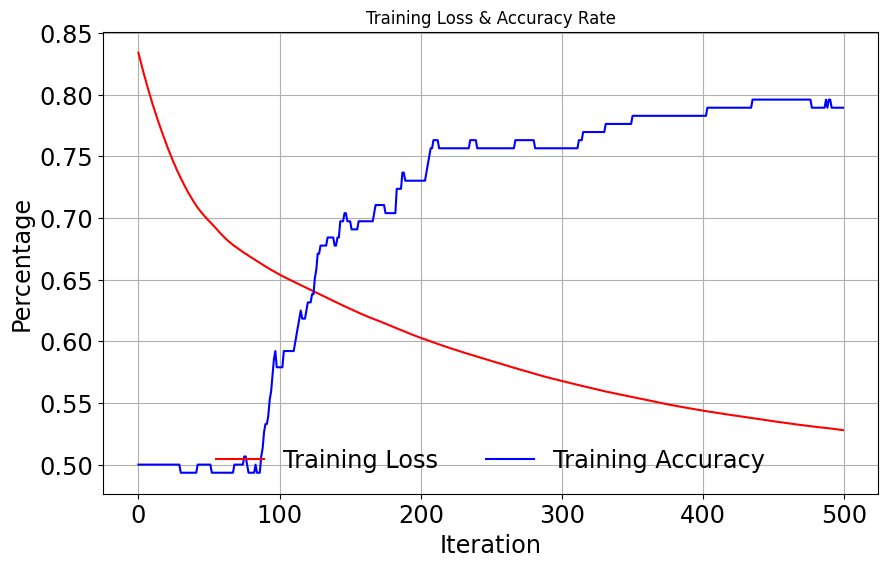 Training Loss & Accuracy Rate
0.85
0.80
0.75
0.70
0.65
0.60
0.55
0.50
Percentage
Training Loss Training Accuracy
0 100 200 300 400 500
Iteration